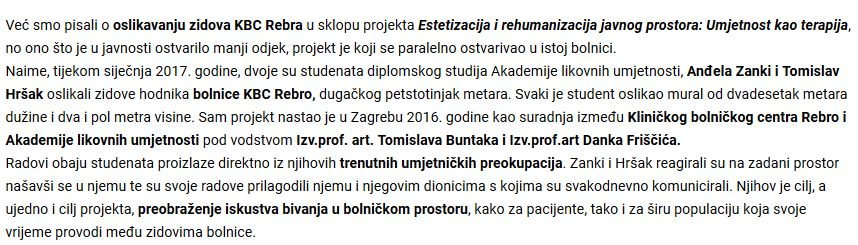 Već smo pisali o oslikavanju zidova KBC Rebra u sklopu projekta Estetizacija i rehumanizacija javnog prostora: Umjetnost kao terapija,
no ono što je u javnosti ostvarilo manji odjek, projekt je koji se paralelno ostvarivao u istoj bolnici.
Naime, tijekom siječnja 2017. godine, dvoje su studenata diplomskog studija Akademije likovnih umjetnosti, Anđela Zanki i Tomislav
Hršak oslikali zidove hodnika bolnice KBC Rebro, dugačkog petstotinjak metara. Svaki je student oslikao mural od dvadesetak metara
dužine i dva i pol metra visine. Sam projekt nastao je u Zagrebu 2016. godine kao suradnja između Kliničkog bolničkog centra Rebro i
Akademije likovnih umjetnosti pod vodstvom Izv.prof. art. Tomislava Buntaka i Izv.prof.art Danka Friščića.
Radovi obaju studenata proizlaze direktno iz njihovih trenutnih umjetničkih preokupacija. Zanki i Hršak reagirali su na zadani prostor
našavši se u njemu te su svoje radove prilagodili njemu i njegovim dionicima s kojima su svakodnevno komunicirali. Njihov je cilj, a
ujedno i cilj projekta, preobraženje iskustva bivanja u bolničkom prostoru, kako za pacijente, tako i za širu populaciju koja svoje
vrijeme provodi među zidovima bolnice.